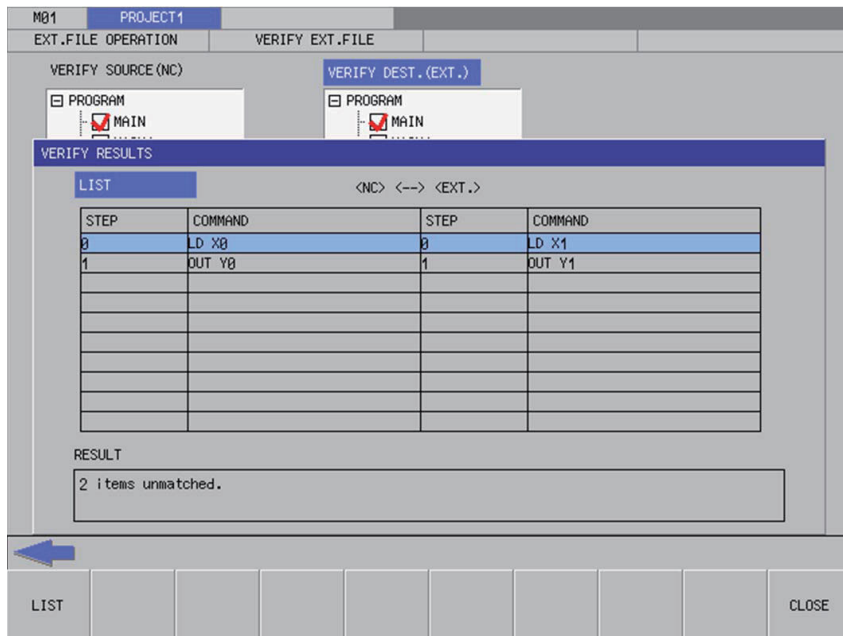 M01 PROJECT1
EXT.FILE OPERATION VERIFY EXT.FILE
VERIFY SOURCE(NC) VERIFY DEST.(EXT.)
PROGRAM PROGRAM
MAIN MAIN
VERIFY RESULTS
LIST <NC> <--> <EXT.>
STEP COMMAND STEP COMMAND
0 LD X0 0 LD X1
1 OUT Y0 1 OUT Y1
RESULT
2 items unmatched.
LIST CLOSE